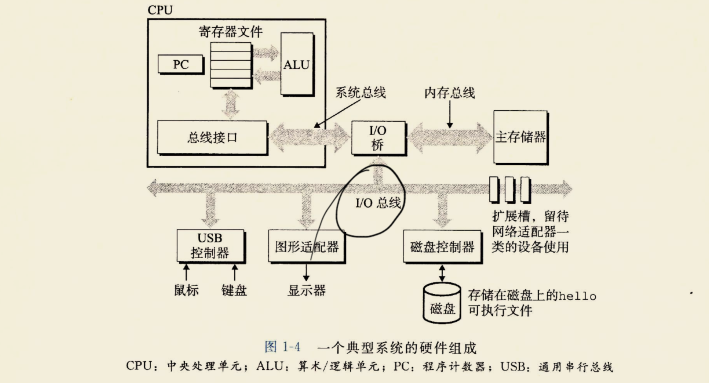 CPU
寄存器文件
PC
ALU
系统总线
内存总线
总线接口
I/O
桥
主存储器
I/O 总线
扩展槽，留待
网络适配器一
类的设备使用
USB
控制器
图形适配器
磁盘控制器
鼠标
键盘
显示器
磁盘
存储在磁盘上的hello
可执行文件
图 1-4 一个典型系统的硬件组成
CPU：中央处理单元；ALU：算术/逻辑单元；PC：程序计数器；USB：通用串行总线